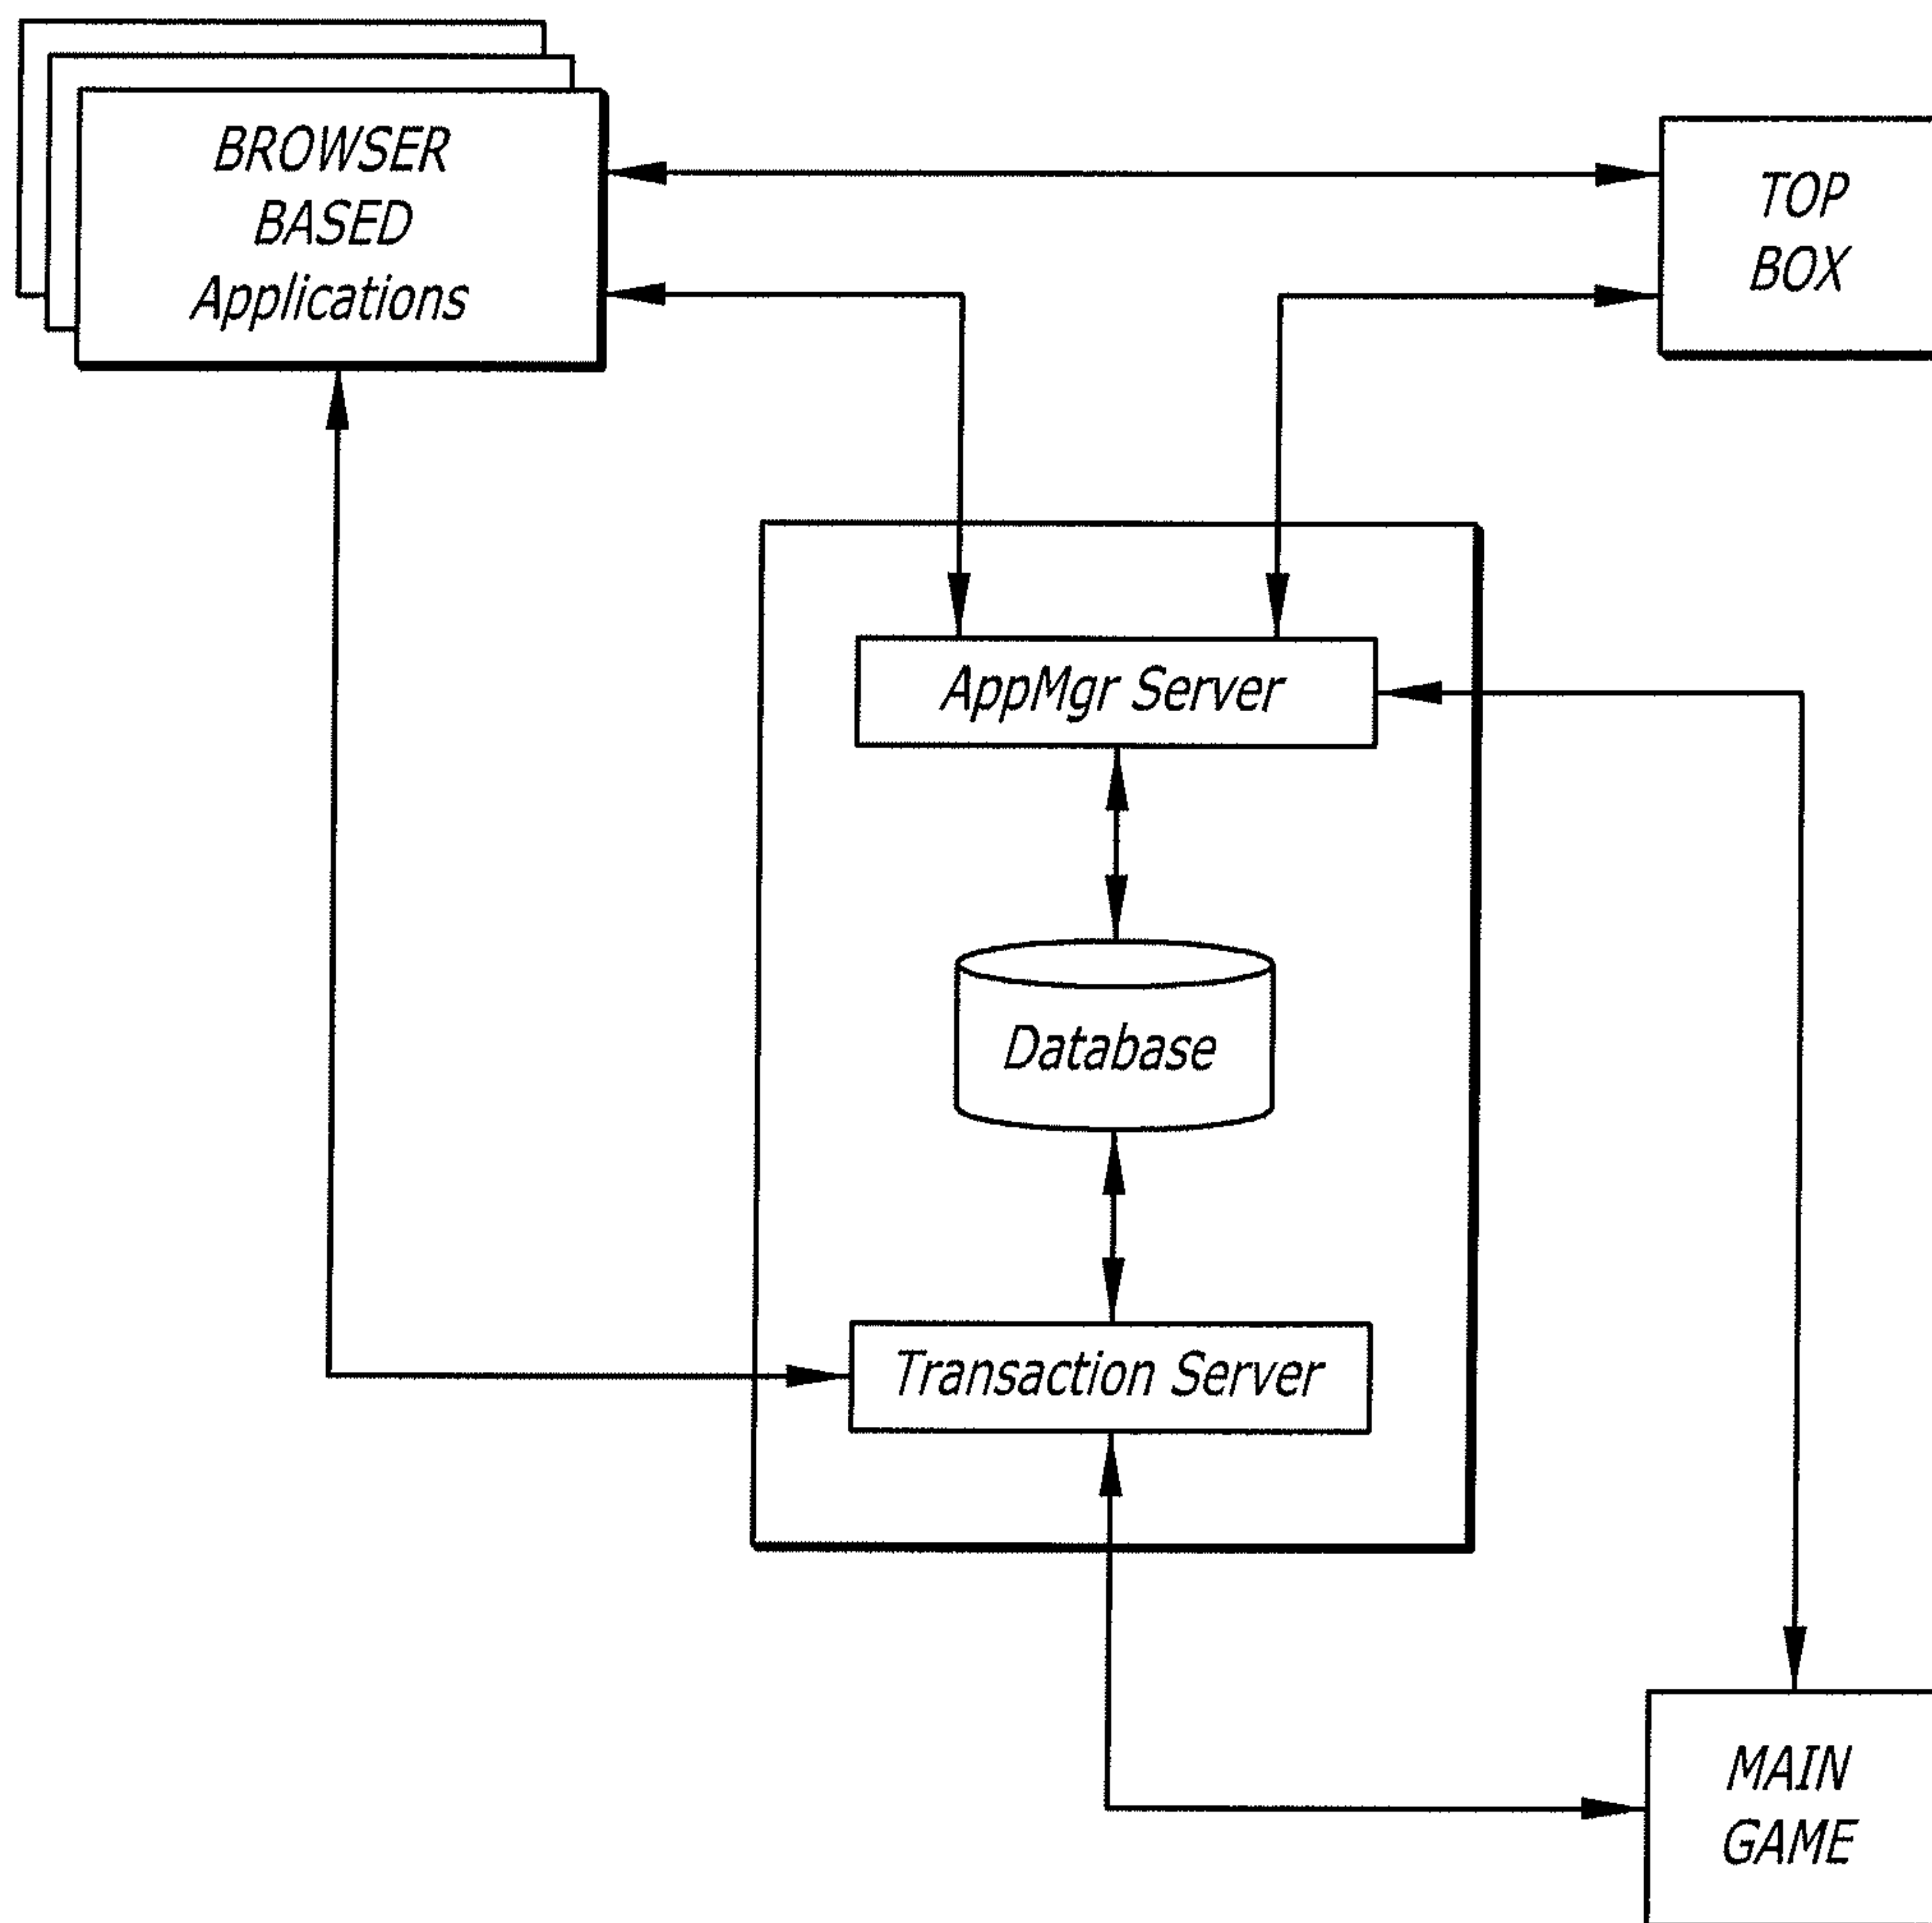 BROWSER
BASED
Applications
TOP
BOX
AppMgr Server
Database
Transaction Server
MAIN
GAME